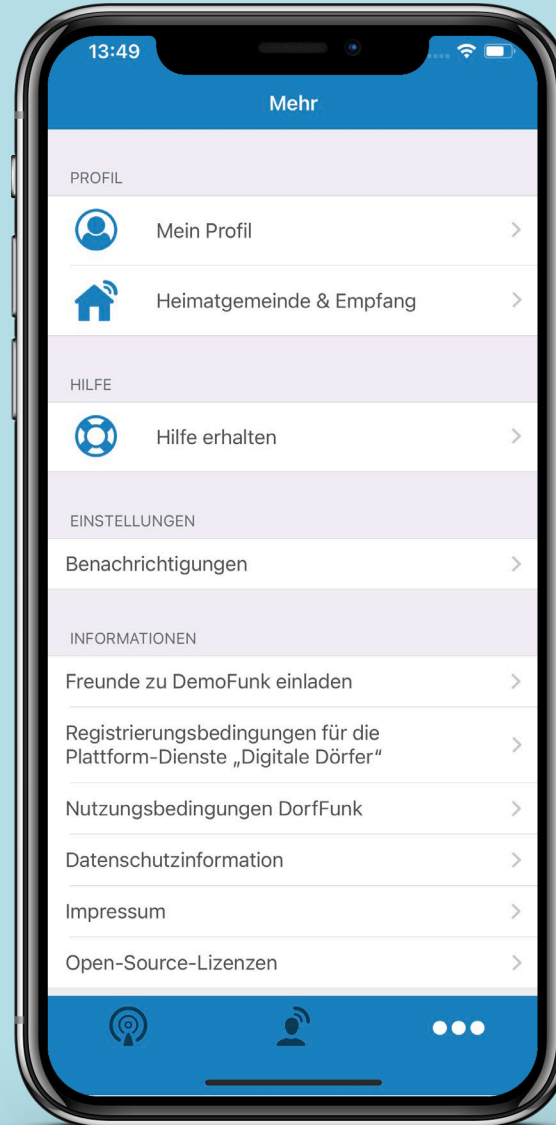 13:49
Mehr
PROFIL
Mein Profil
Heimatgemeinde & Empfang
HILFE
Hilfe erhalten
EINSTELLUNGEN
Benachrichtigungen
INFORMATIONEN
Freunde zu DemoFunk einladen
Registrierungsbedingungen für die
Plattform-Dienste „Digitale Dörfer“
Nutzungsbedingungen DorfFunk
Datenschutzinformation
Impressum
Open-Source-Lizenzen